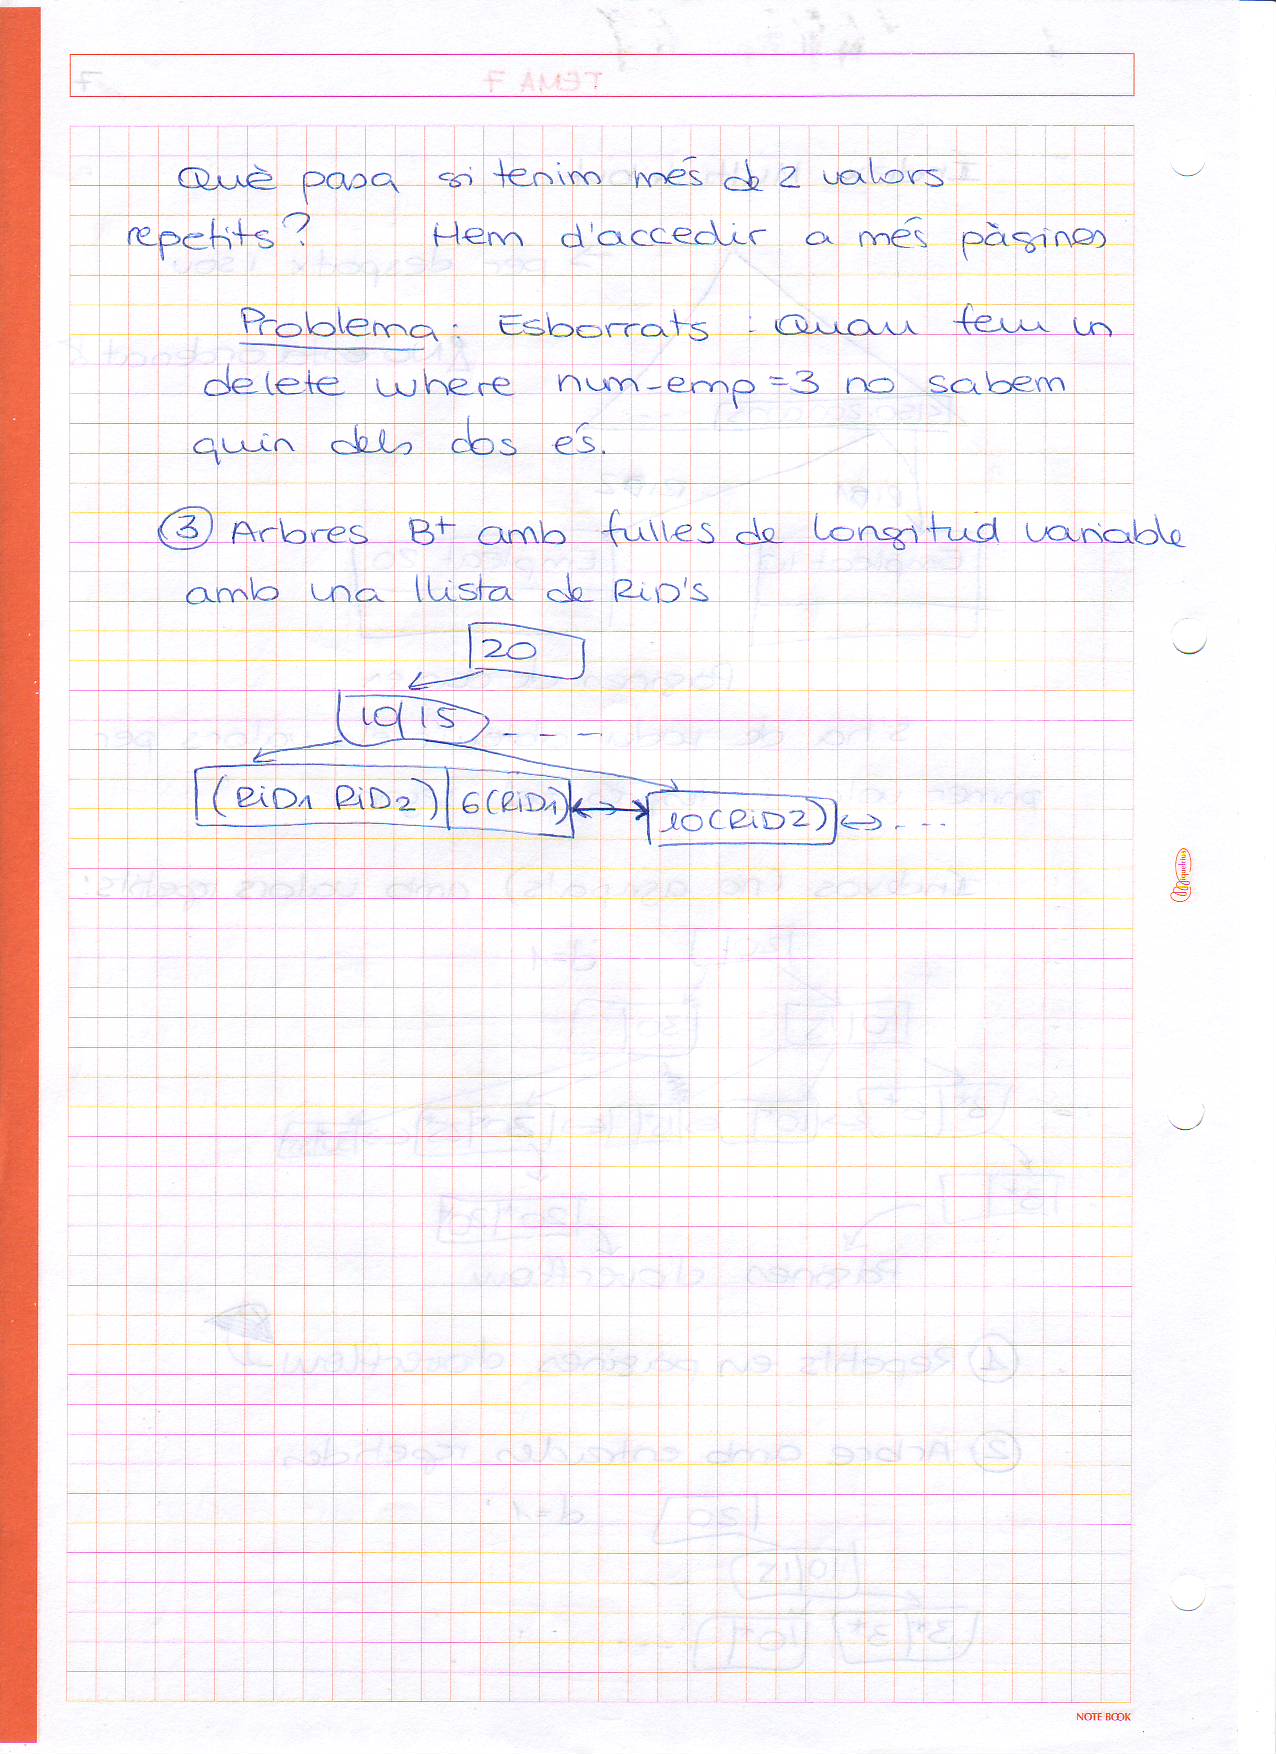 Què pasa si tenim més de 2 valors
repetits? Hem d'accedir a més pàgines
Problema: Esborrats: Quan fem un
delete where num-emp=3 no sabem
quin dels dos és.
③ Arbres B+ amb fulles de longitud variable
amb una llista de RiD's
20
10 | 15
(RiD1 RiD2) | 6(RiD1) ↔ 10(RiD2) ↔ ...
miquelrius
NOTE BOOK